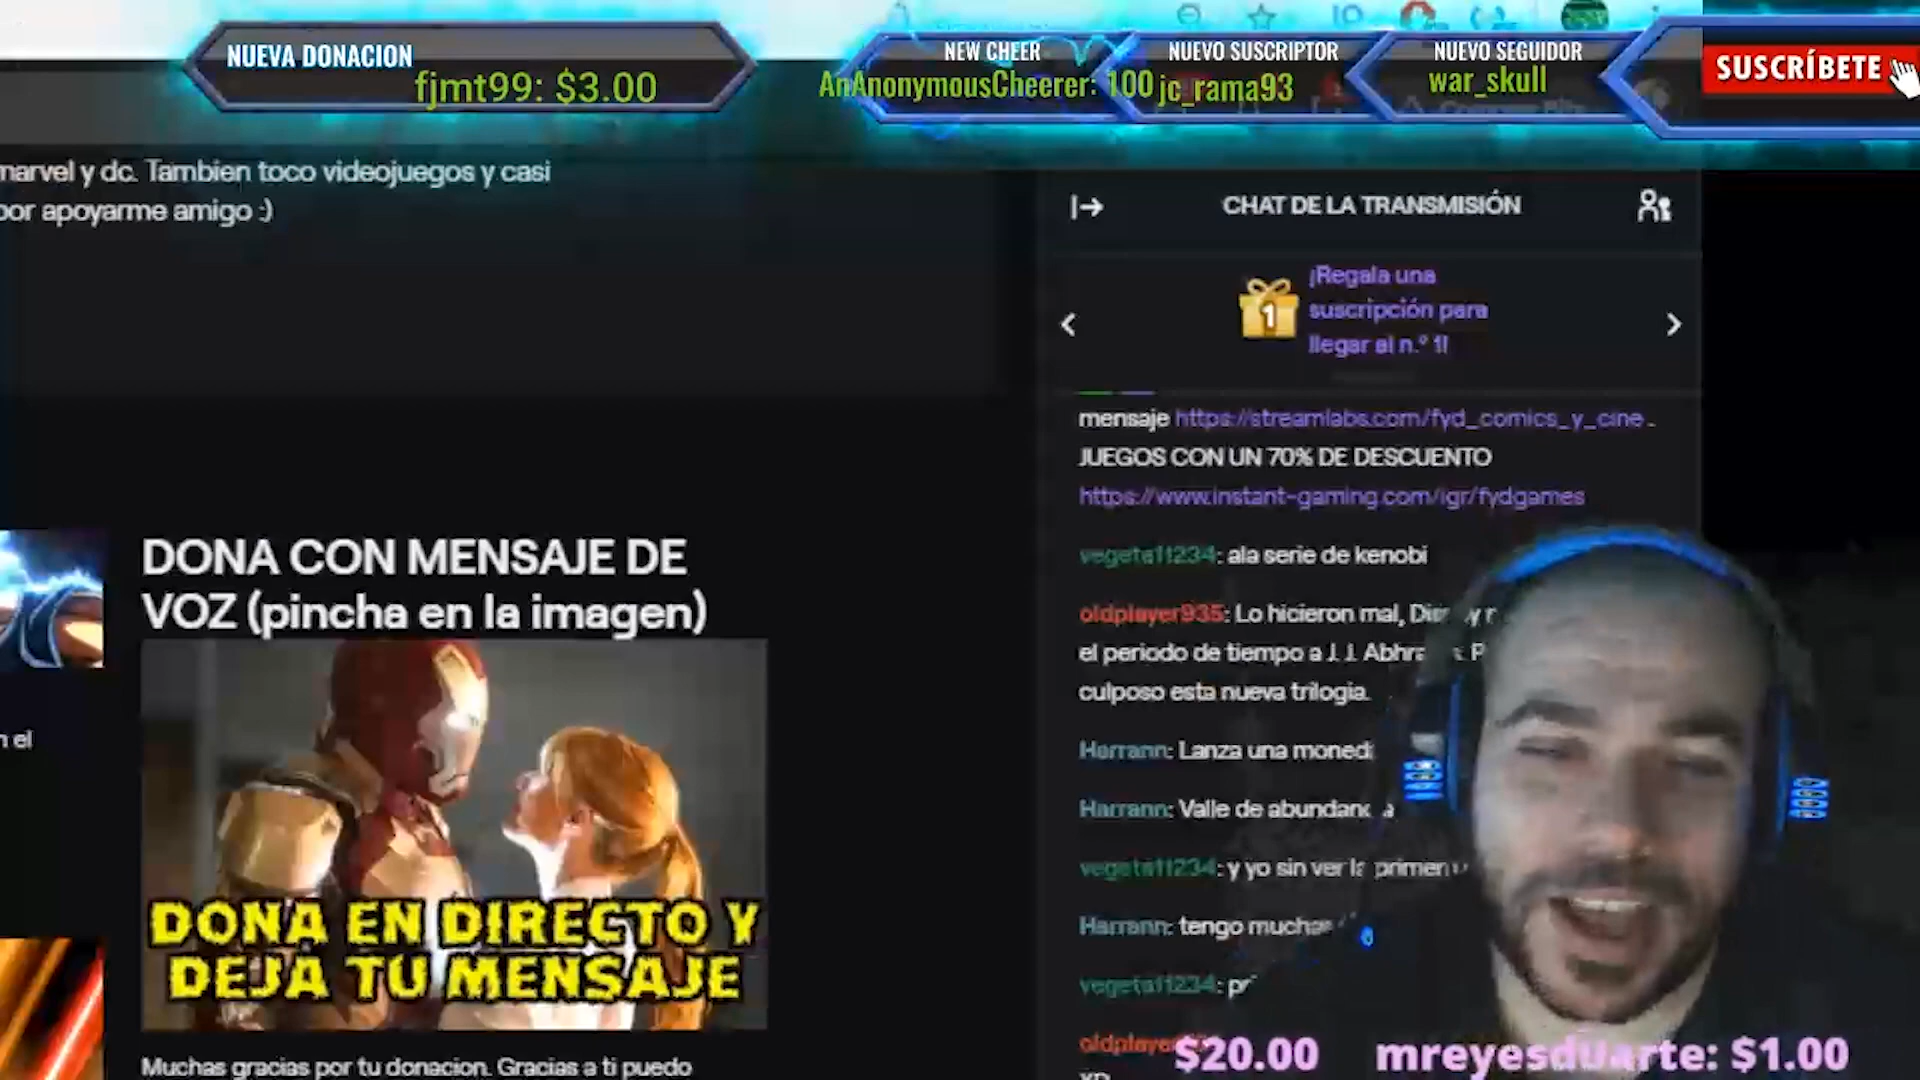 NUEVA DONACION
fjmt99: $3.00
NEW CHEER
AnAnonymousCheerer: 100
NUEVO SUSCRIPTOR
jc_rama93
NUEVO SEGUIDOR
war_skull
SUSCRÍBETE
marvel y dc. Tambien toco videojuegos y casi
por apoyarme amigo :)
CHAT DE LA TRANSMISIÓN
¡Regala una
suscripción para
llegar al n.º 1!
1
mensaje https://streamlabs.com/fyd_comics_y_cine .
JUEGOS CON UN 70% DE DESCUENTO
https://www.instant-gaming.com/igr/fydgames
vegeta11234: ala serie de kenobi
oldplayer935: Lo hicieron mal,
el periodo de tiempo a J. J.
culposo esta nueva trilogia.
Harrann: Lanza una
Harrann: Valle de
vegeta11234: y yo sin ver
Harrann: tengo
vegeta11234:
DONA CON MENSAJE DE
VOZ (pincha en la imagen)
n el
DONA EN DIRECTO Y
DEJA TU MENSAJE
Muchas gracias por tu donacion. Gracias a ti puedo
$20.00 mreyesduarte: $1.00